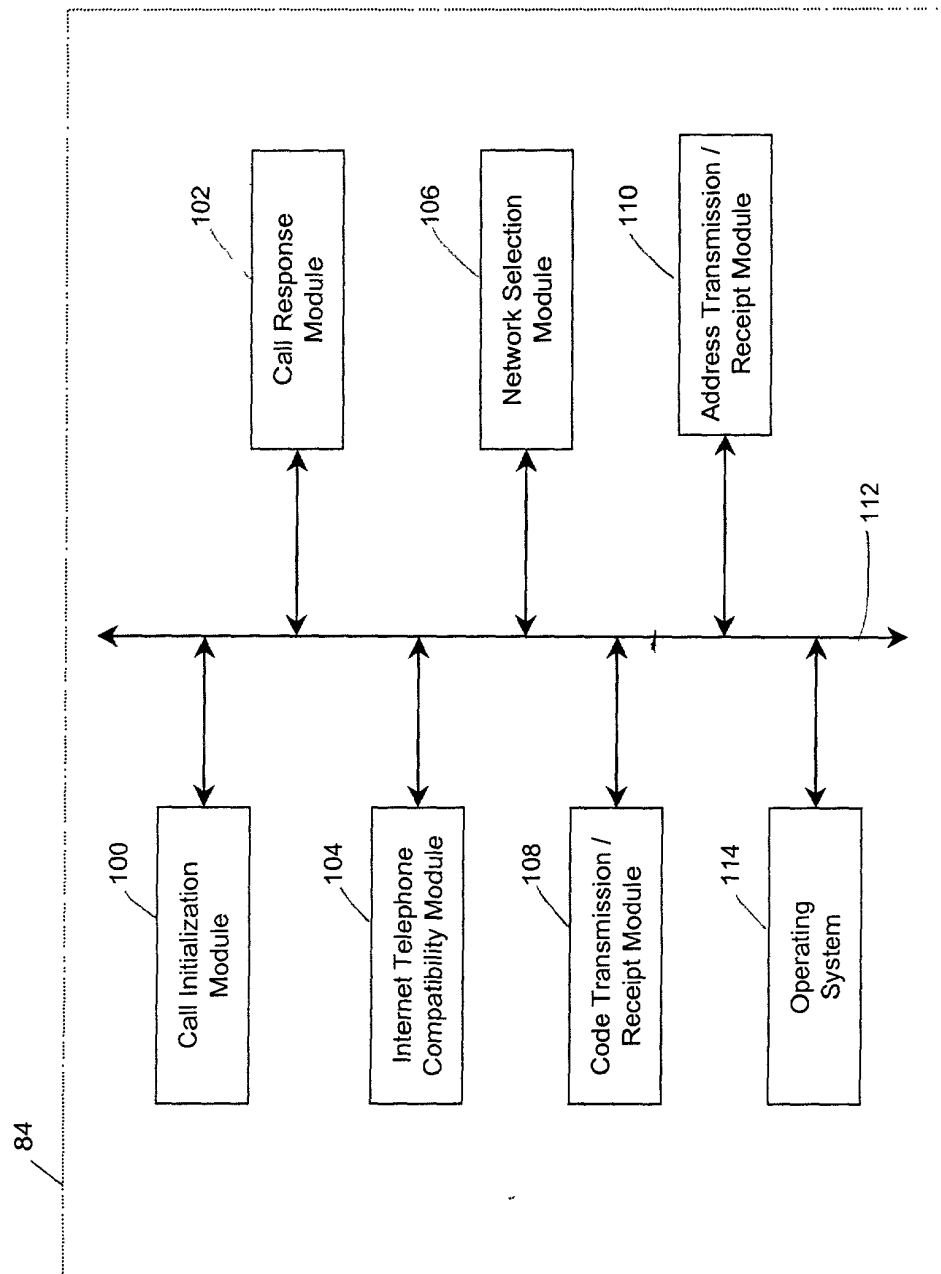 84
100
Call Initialization
Module
102
Call Response
Module
104
Internet Telephone
Compatibility Module
106
Network Selection
Module
108
Code Transmission /
Receipt Module
110
Address Transmission /
Receipt Module
114
Operating
System
112